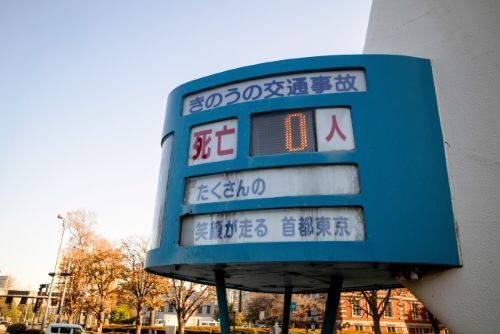 きのうの交通事故
死亡 0 人
たくさんの
笑顔が走る 首都東京